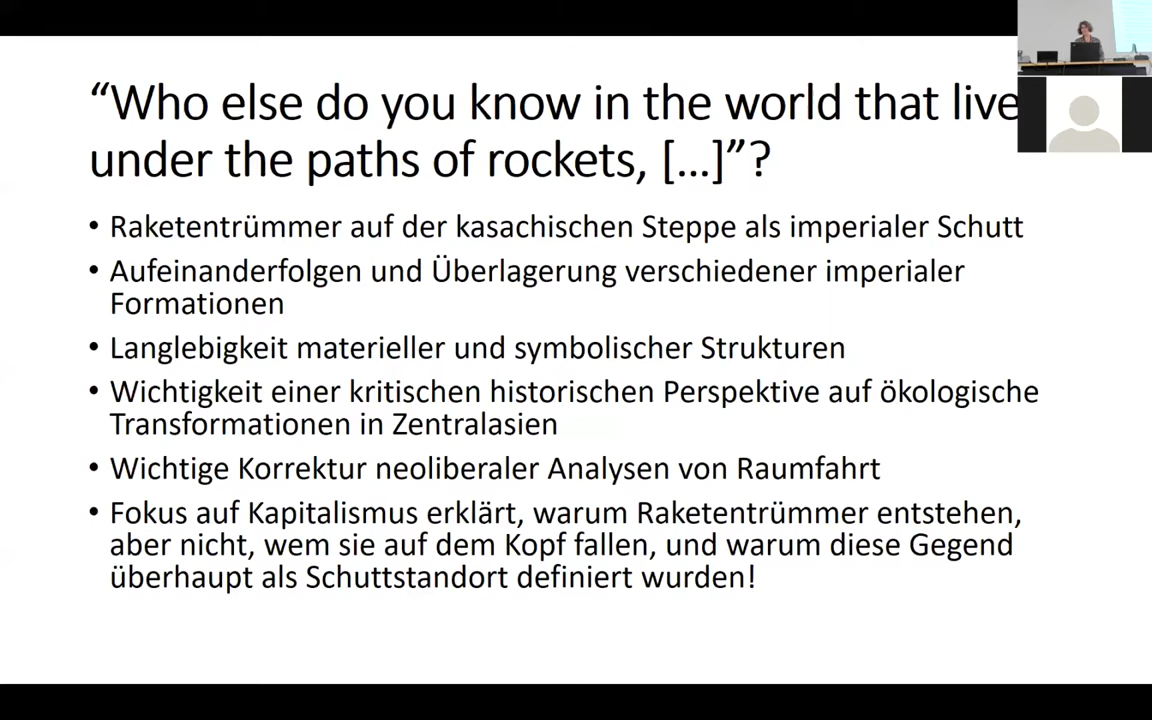 “Who else do you know in the world that live
under the paths of rockets, […]”?
• Raketentrümmer auf der kasachischen Steppe als imperialer Schutt
• Aufeinanderfolgen und Überlagerung verschiedener imperialer
Formationen
• Langlebigkeit materieller und symbolischer Strukturen
• Wichtigkeit einer kritischen historischen Perspektive auf ökologische
Transformationen in Zentralasien
• Wichtige Korrektur neoliberaler Analysen von Raumfahrt
• Fokus auf Kapitalismus erklärt, warum Raketentrümmer entstehen,
aber nicht, wem sie auf dem Kopf fallen, und warum diese Gegend
überhaupt als Schuttstandort definiert wurden!